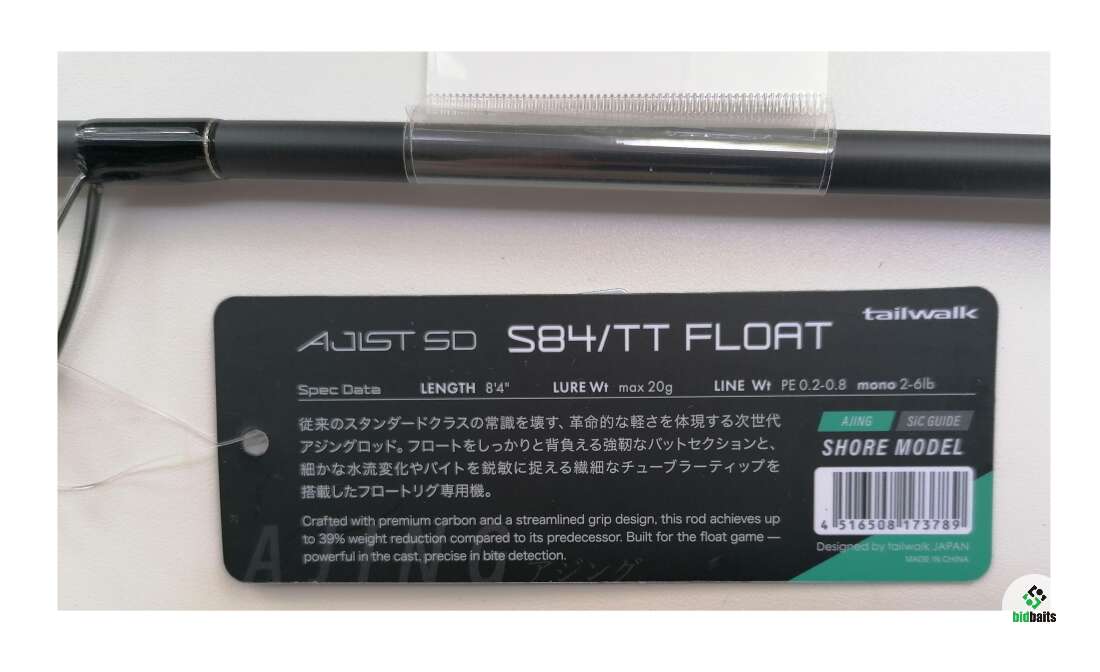 tailwalk
AJIST SD S84/TT FLOAT
Spec Data LENGTH 8'4" LURE Wt max 20g LINE Wt PE 0.2-0.8 mono 2-6lb
従来のスタンダードクラスの常識を壊す、革命的な軽さを体現する次世代
アジングロッド。フロートをしっかりと背負える強靭なバットセクションと、
細かな水流変化やバイトを鋭敏に捉える繊細なチューブラーティップを
搭載したフロートリグ専用機。
Crafted with premium carbon and a streamlined grip design, this rod achieves up
to 39% weight reduction compared to its predecessor. Built for the float game —
powerful in the cast, precise in bite detection.
AJING
アジング
AJING SiC GUIDE
SHORE MODEL
4 516508 173789
Designed by tailwalk JAPAN
MADE IN CHINA
bidbaits